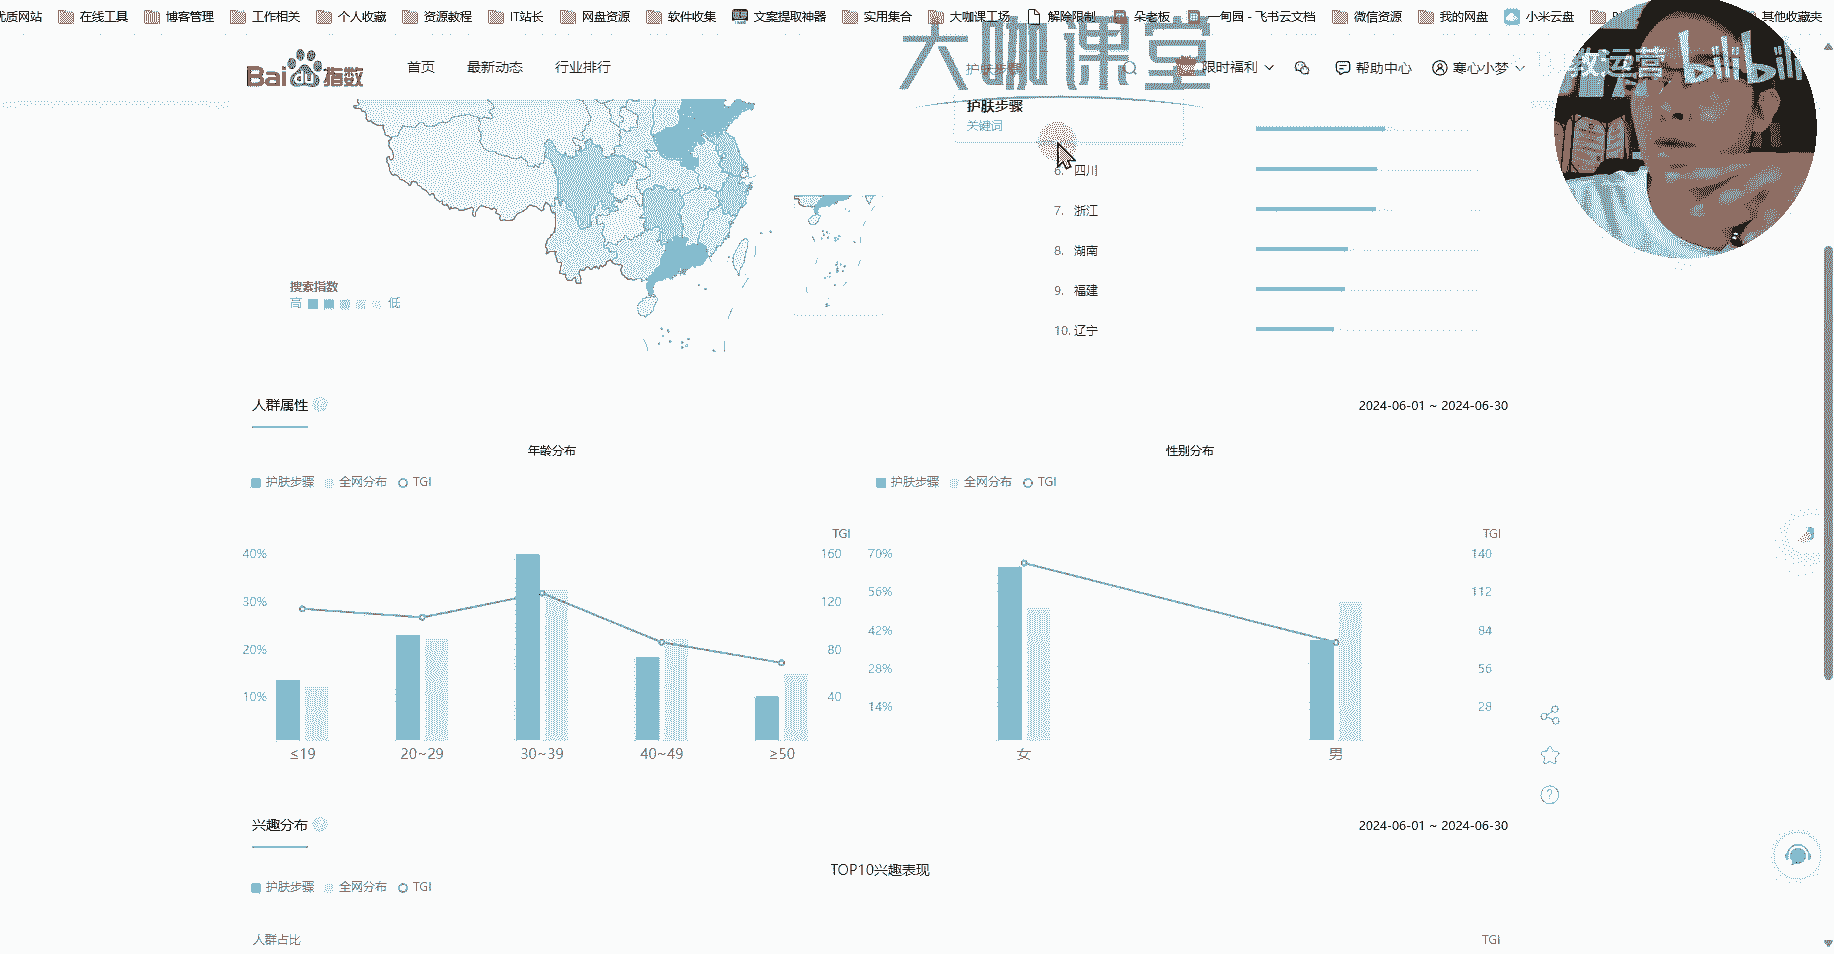 优质网站 在线工具 博客管理 工作相关 个人收藏 资源教程 IT站长 网盘资源 软件收集 文案提取神器 实用集合 大咖课工场 解除限制 朵老板 一甸园 - 飞书云文档 微信资源 我的网盘 小米云盘 其他收藏夹
大咖课堂
教运营 bilibili
Bai du 指数 首页 最新动态 行业排行 护肤步骤 限时福利 帮助中心 寒心小梦
护肤步骤
关键词
6. 四川
7. 浙江
8. 湖南
9. 福建
10. 辽宁
搜索指数
高 低
人群属性 2024-06-01 ~ 2024-06-30
年龄分布 性别分布
护肤步骤 全网分布 TGI 护肤步骤 全网分布 TGI
TGI TGI
40% 160 70% 140
56% 112
30% 120
42% 84
20% 80
28% 56
10% 40
14% 28
≤19 20~29 30~39 40~49 ≥50 女 男
兴趣分布 2024-06-01 ~ 2024-06-30
TOP10兴趣表现
护肤步骤 全网分布 TGI
人群占比 TGI